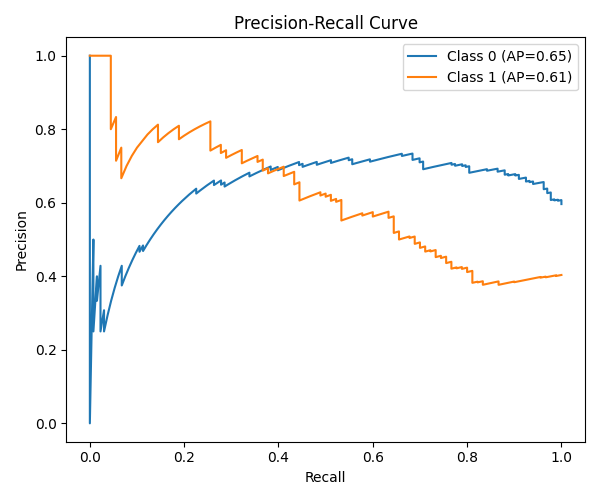 Precision-Recall Curve
Class 0 (AP=0.65)
Class 1 (AP=0.61)
Precision
1.0
0.8
0.6
0.4
0.2
0.0
0.0 0.2 0.4 0.6 0.8 1.0
Recall